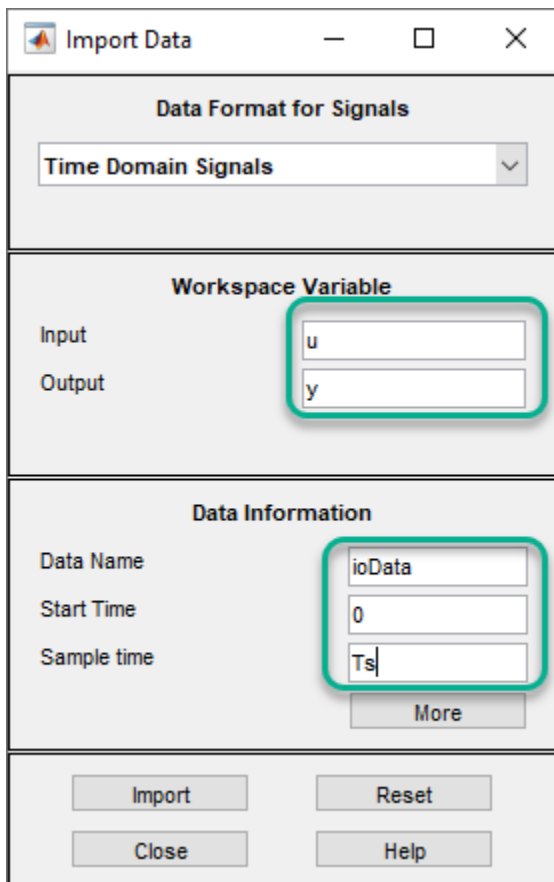 Import Data
Data Format for Signals
Time Domain Signals
Workspace Variable
Input
u
Output
y
Data Information
Data Name
ioData
Start Time
0
Sample time
Ts
More
Import
Reset
Close
Help